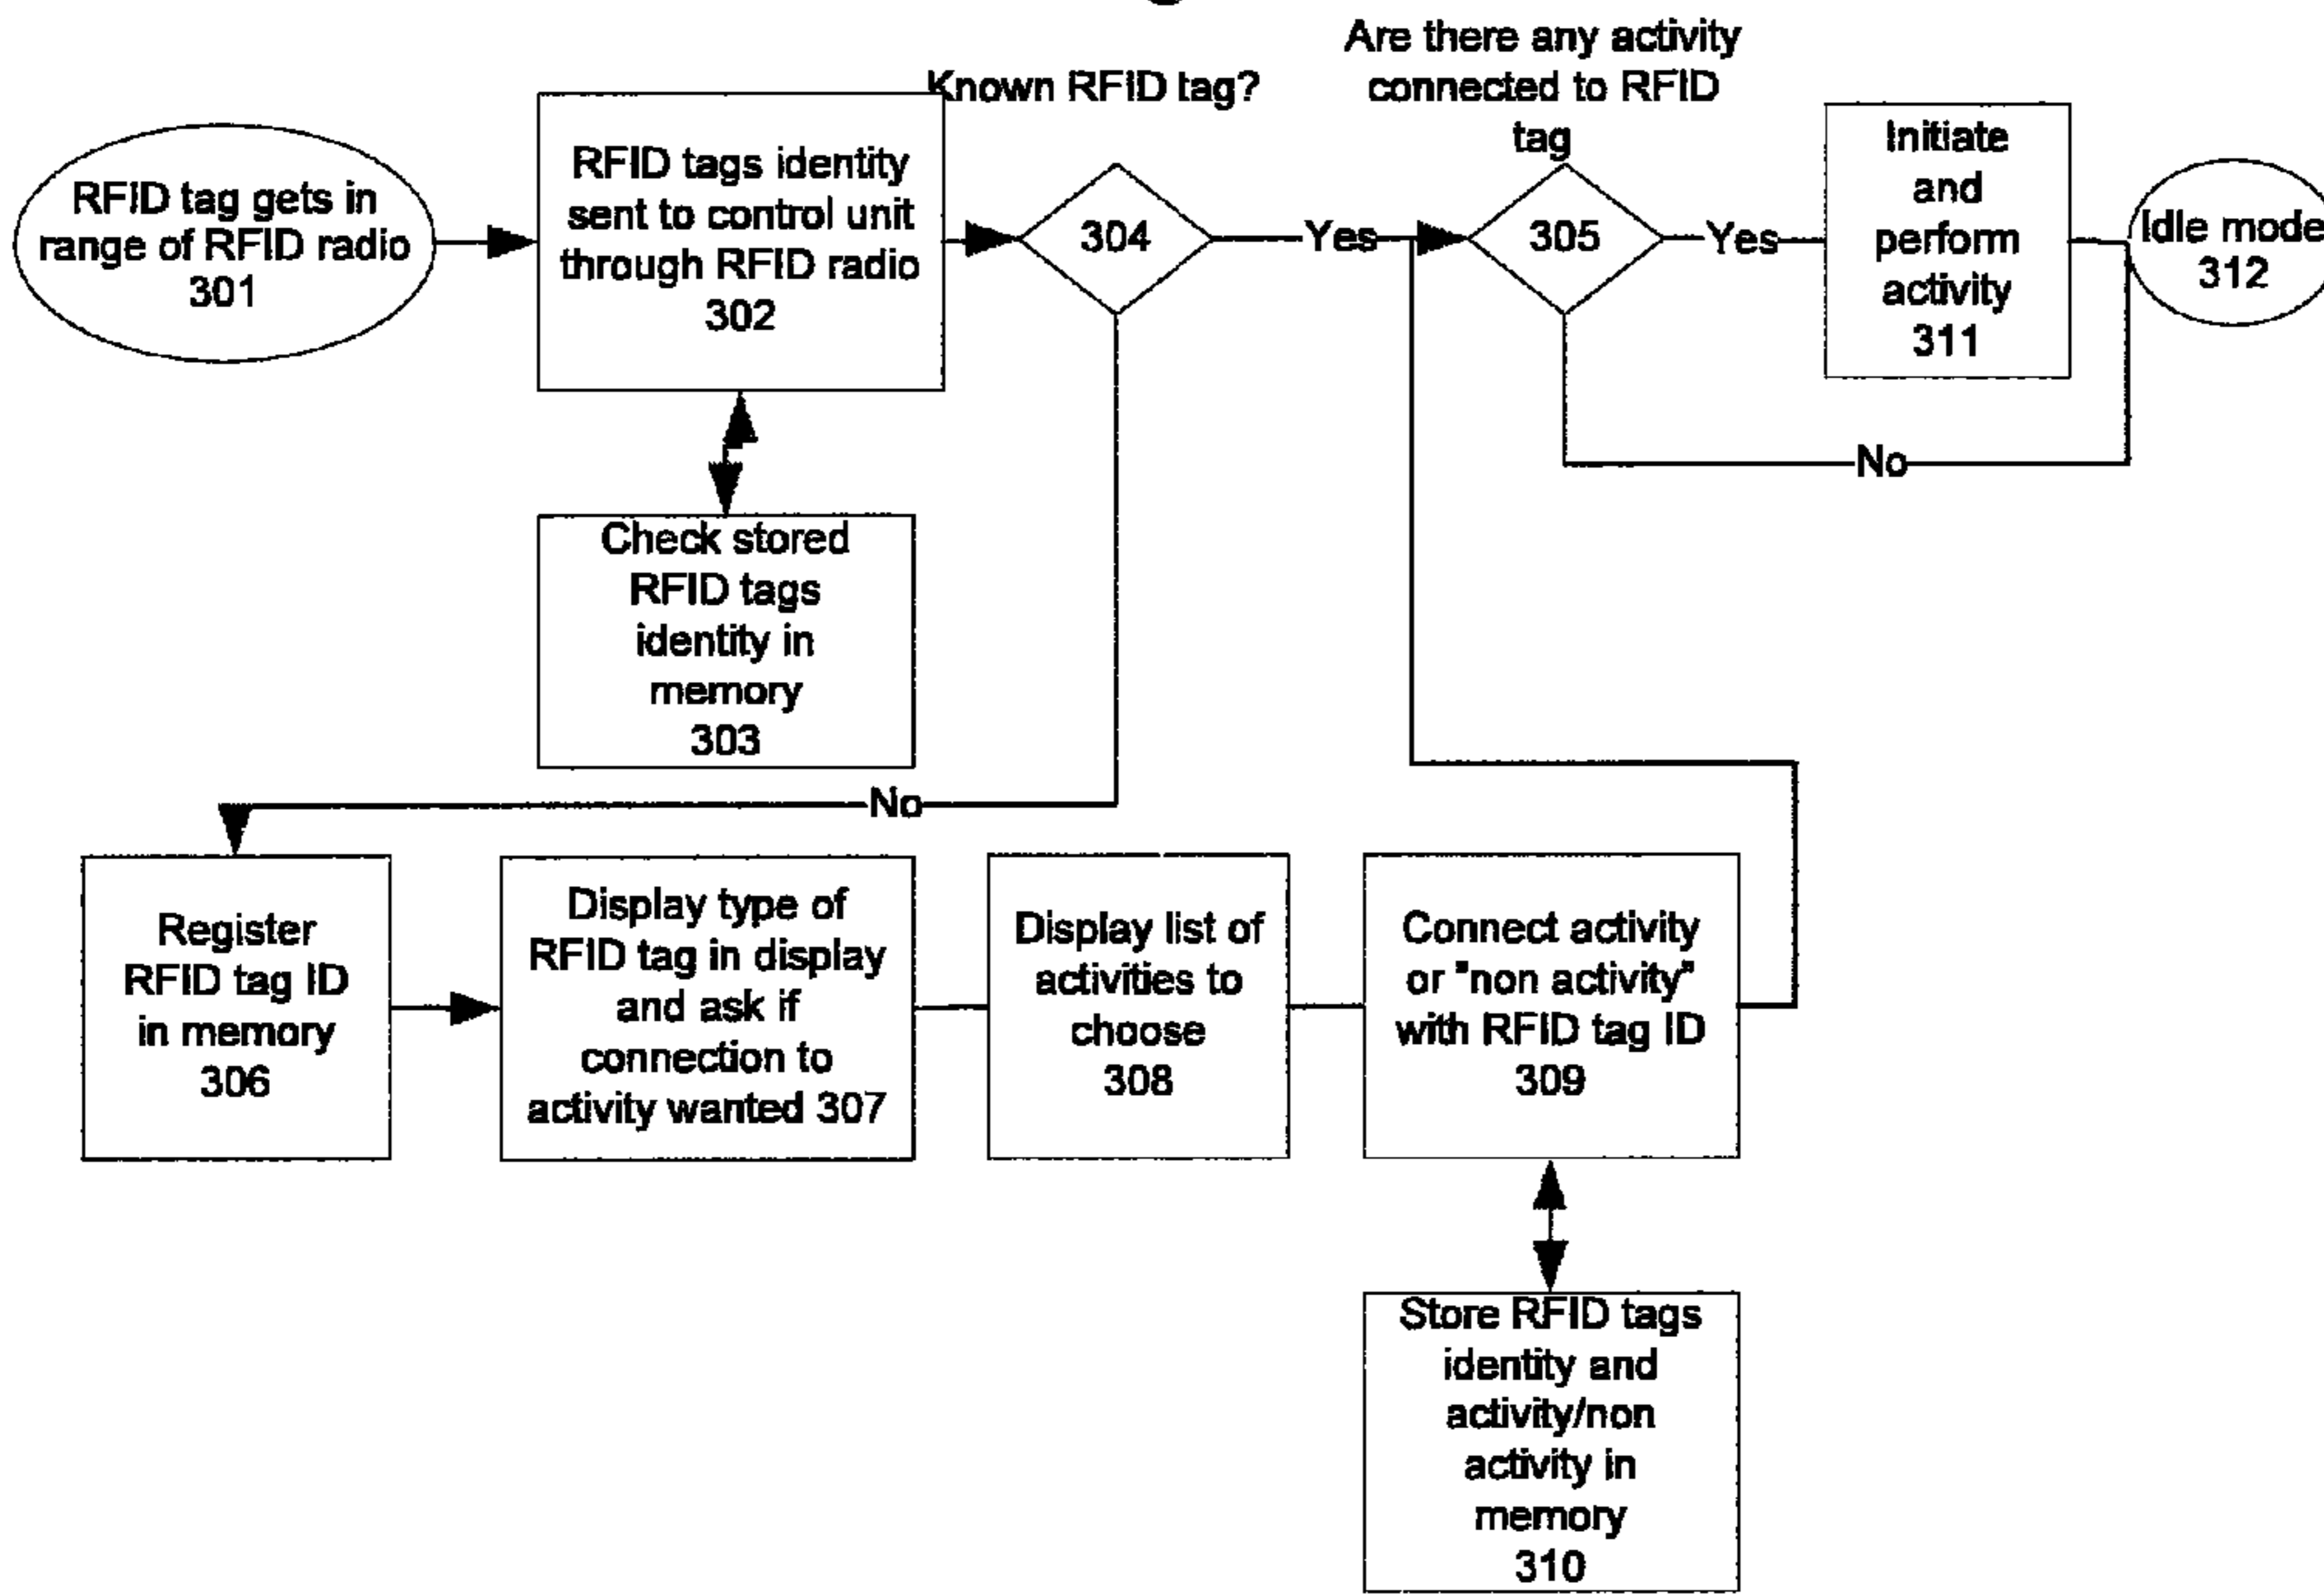 Are there any activity
connected to RFID
tag
Known RFID tag?
RFID tag gets in
range of RFID radio
301
RFID tags identity
sent to control unit
through RFID radio
302
304
Yes
305
Yes
Initiate
and
perform
activity
311
Idle mode
312
No
Check stored
RFID tags
identity in
memory
303
No
Register
RFID tag ID
in memory
306
Display type of
RFID tag in display
and ask if
connection to
activity wanted 307
Display list of
activities to
choose
308
Connect activity
or "non activity"
with RFID tag ID
309
Store RFID tags
identity and
activity/non
activity in
memory
310